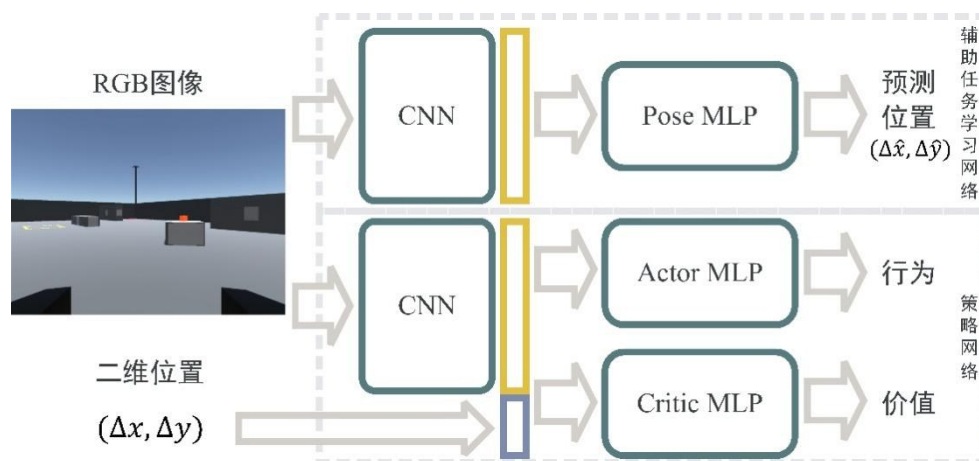 RGB图像
CNN
Pose MLP
预测
位置
(Δx̂, Δŷ)
辅助任务学习网络
CNN
Actor MLP
行为
Critic MLP
价值
策略网络
二维位置
(Δx, Δy)